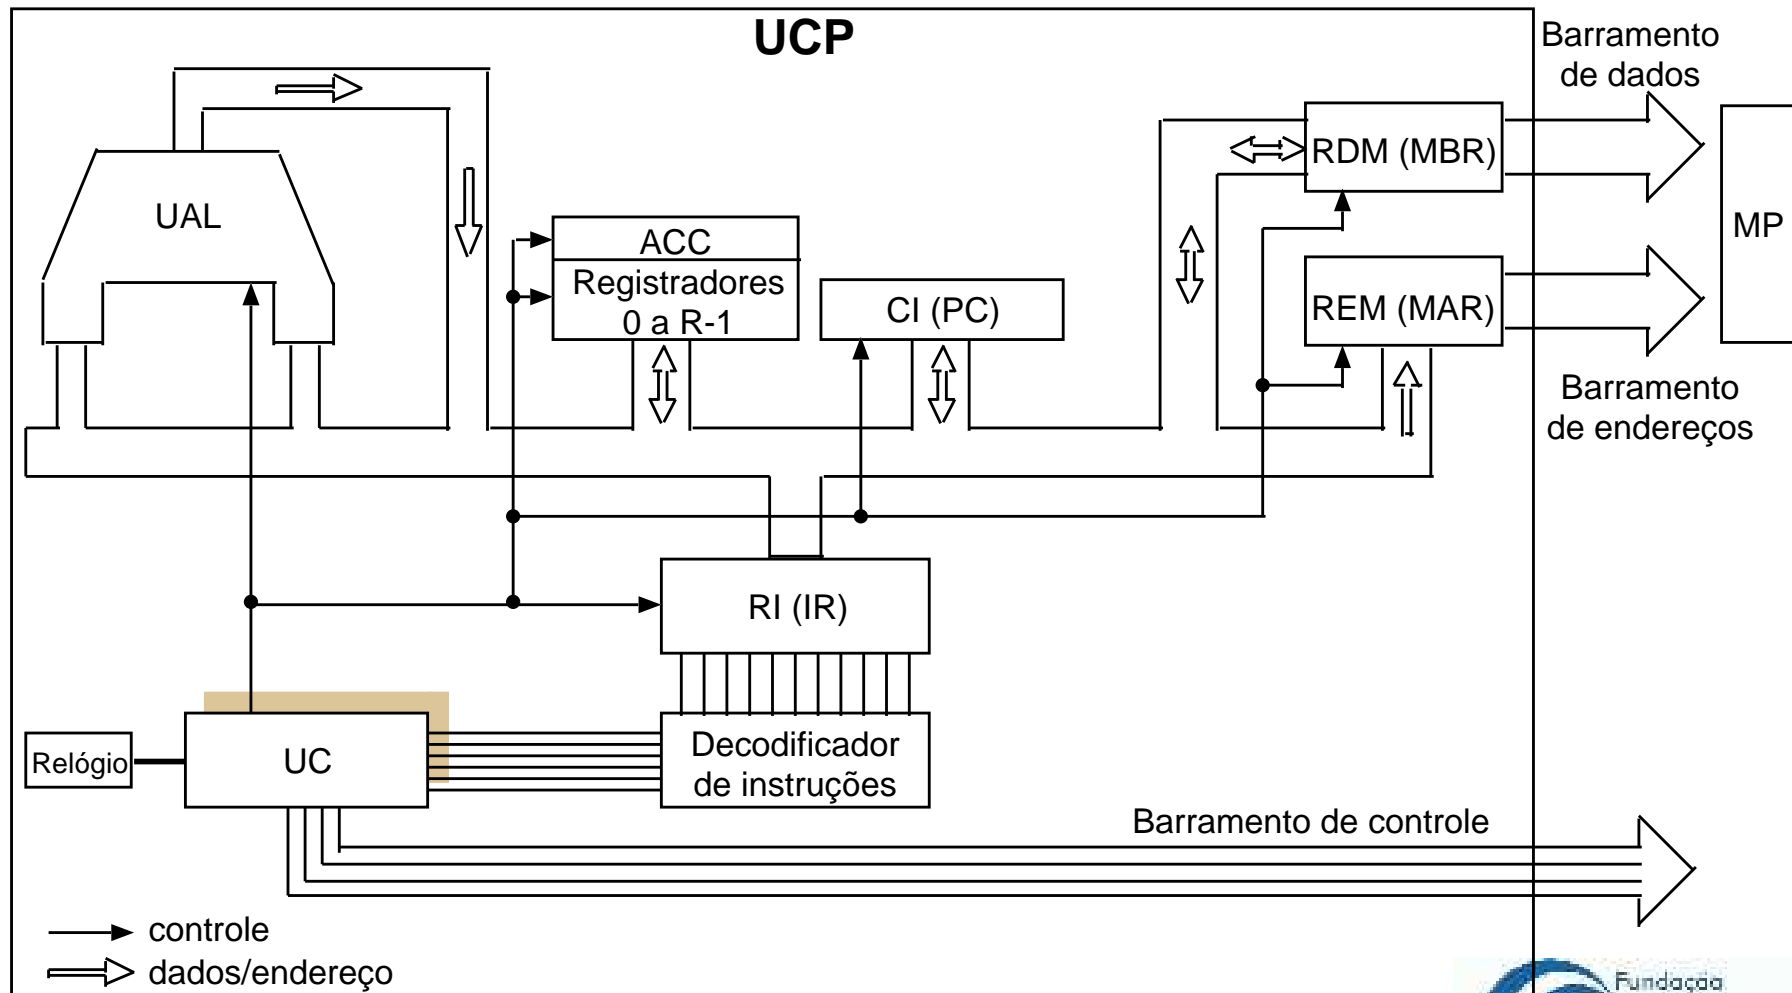 UCP
Barramento
de dados
RDM (MBR)
UAL
MP
ACC
Registradores
0 a R-1
CI (PC)
REM (MAR)
Barramento
de endereços
RI (IR)
Relógio
UC
Decodificador
de instruções
Barramento de controle
controle
dados/endereço
Fundação